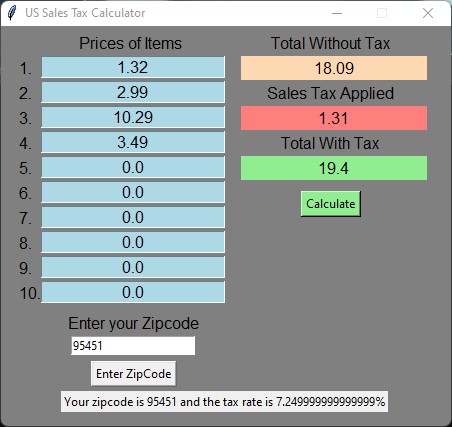 US Sales Tax Calculator
Prices of Items
1. 1.32
2. 2.99
3. 10.29
4. 3.49
5. 0.0
6. 0.0
7. 0.0
8. 0.0
9. 0.0
10. 0.0
Total Without Tax
18.09
Sales Tax Applied
1.31
Total With Tax
19.4
Calculate
Enter your Zipcode
95451
Enter ZipCode
Your zipcode is 95451 and the tax rate is 7.249999999999999%